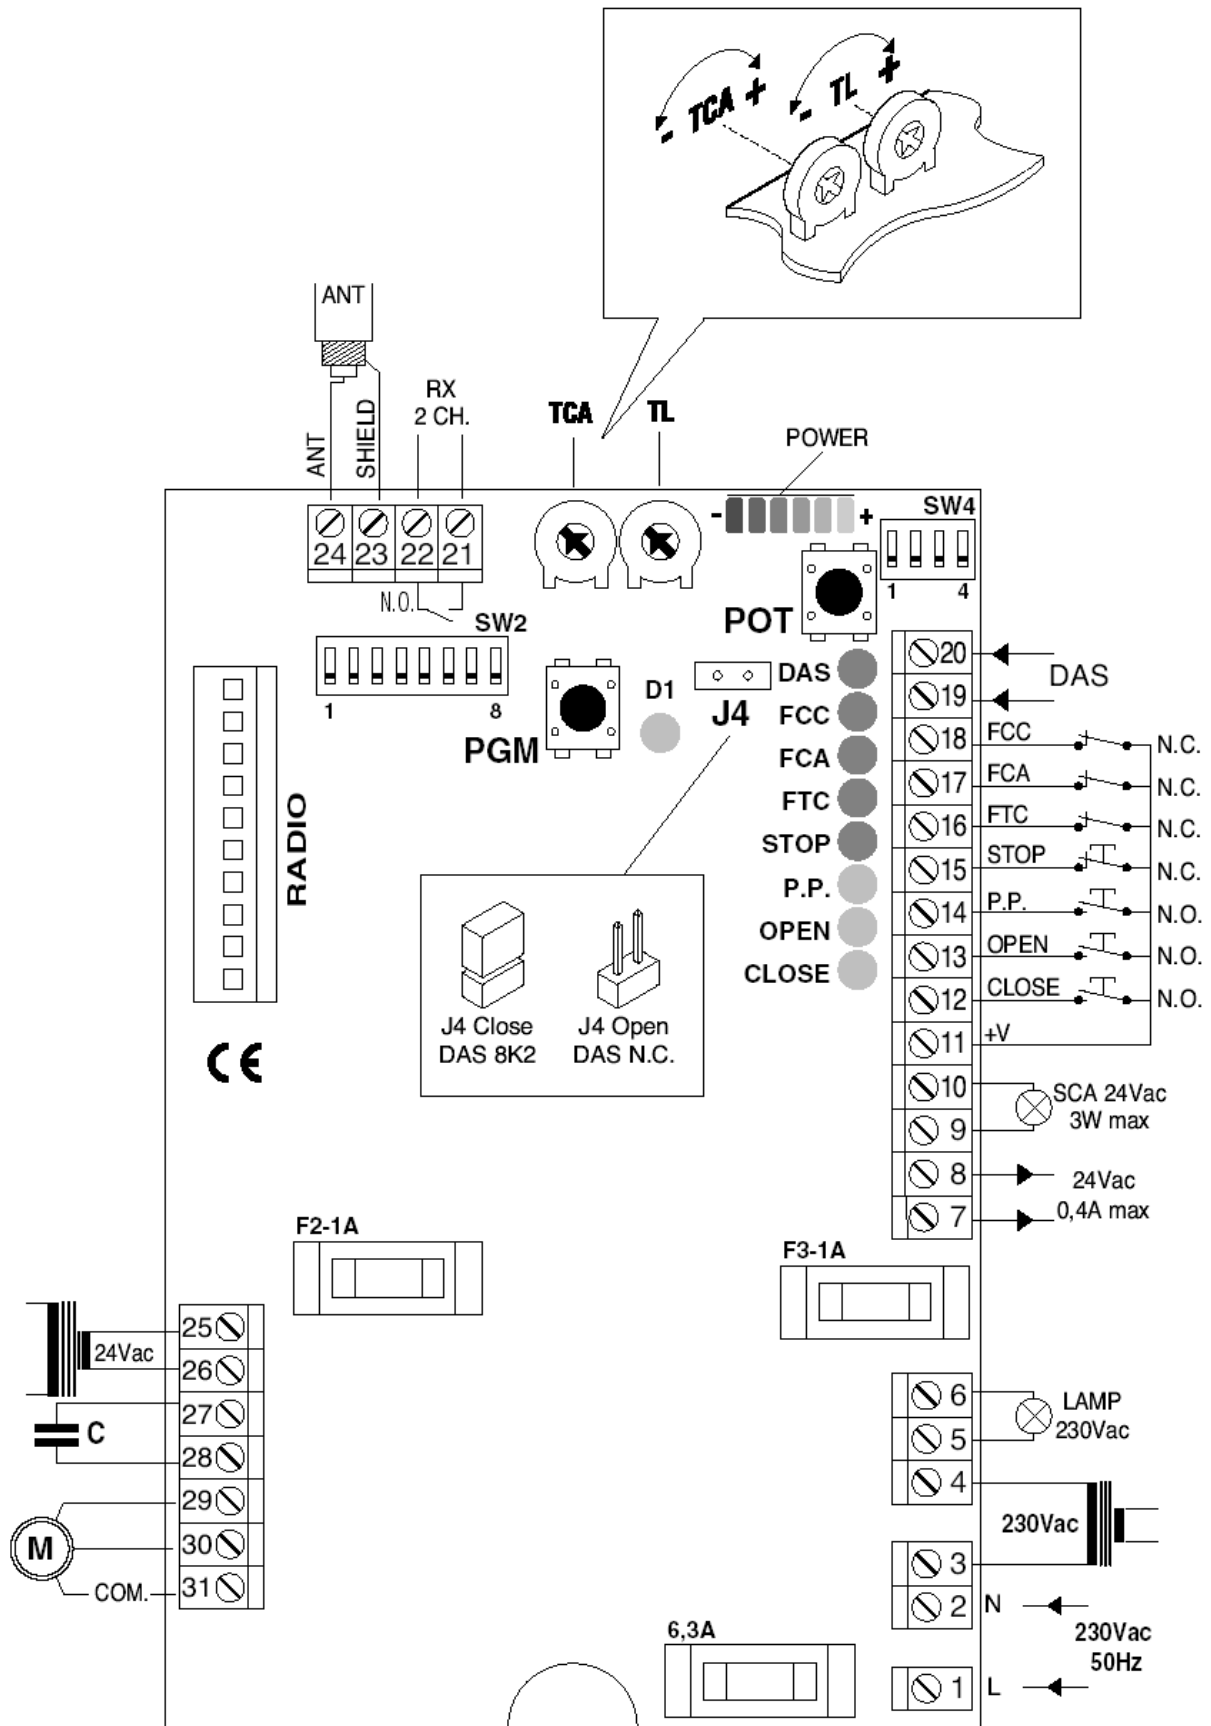 - TCA +
- TL +
ANT
ANT
SHIELD
RX
2 CH.
TCA
TL
POWER
- +
SW4
1 4
24 23 22 21
N.O.
SW2
1 8
POT
PGM
D1
J4
RADIO
CE
DAS
FCC
FCA
FTC
STOP
P.P.
OPEN
CLOSE
J4 Close
DAS 8K2
J4 Open
DAS N.C.
20
DAS
19
18 FCC N.C.
17 FCA N.C.
16 FTC N.C.
15 STOP N.C.
14 P.P. N.O.
13 OPEN N.O.
12 CLOSE N.O.
11 +V
10
SCA 24Vac
3W max
9
8
24Vac
0,4A max
7
F2-1A
F3-1A
25
24Vac
26
27
C
28
29
M
30
COM. 31
6
LAMP
230Vac
5
4
230Vac
3
2 N
230Vac
50Hz
1 L
6,3A